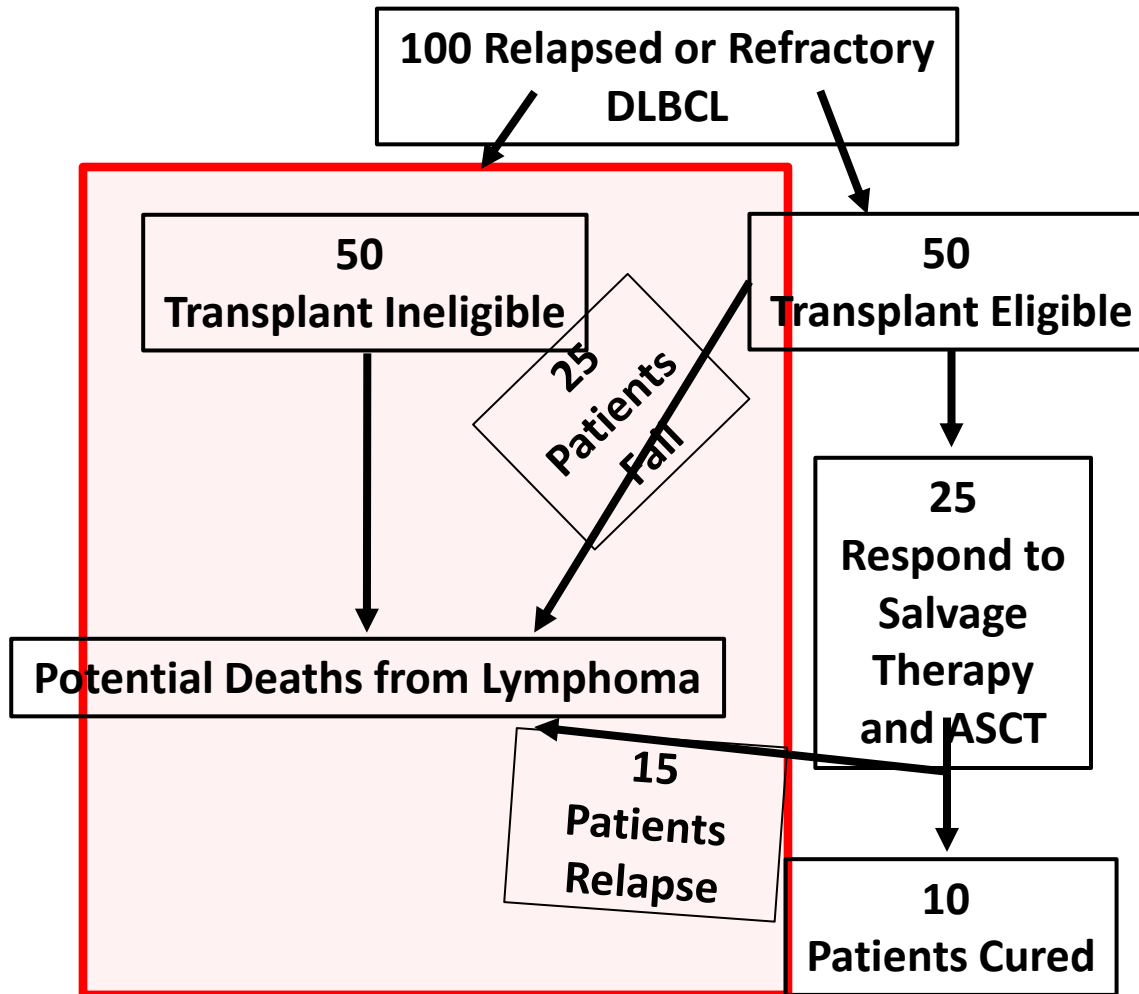 100 Relapsed or Refractory
DLBCL
50
Transplant Ineligible
50
Transplant Eligible
25
Patients
Fail
25
Respond to
Salvage
Therapy
and ASCT
Potential Deaths from Lymphoma
15
Patients
Relapse
10
Patients Cured